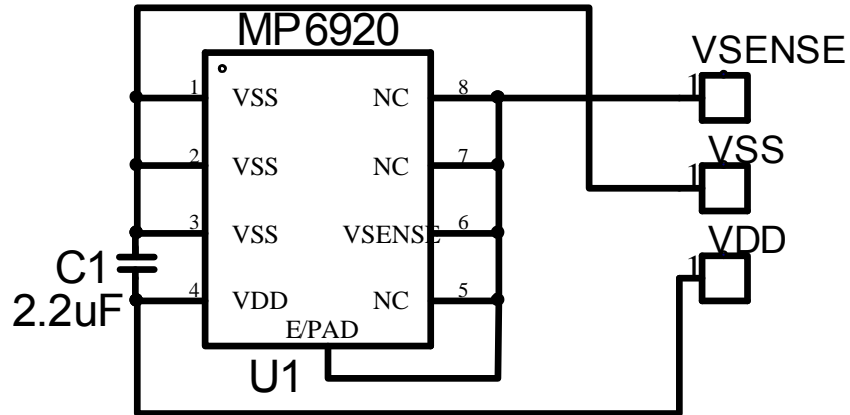 MP6920
VSENSE
1 VSS NC 8 1
VSS
2 VSS NC 7 1
3 VSS VSENSE 6
VDD
C1 1
2.2uF 4 VDD NC 5
E/PAD
U1